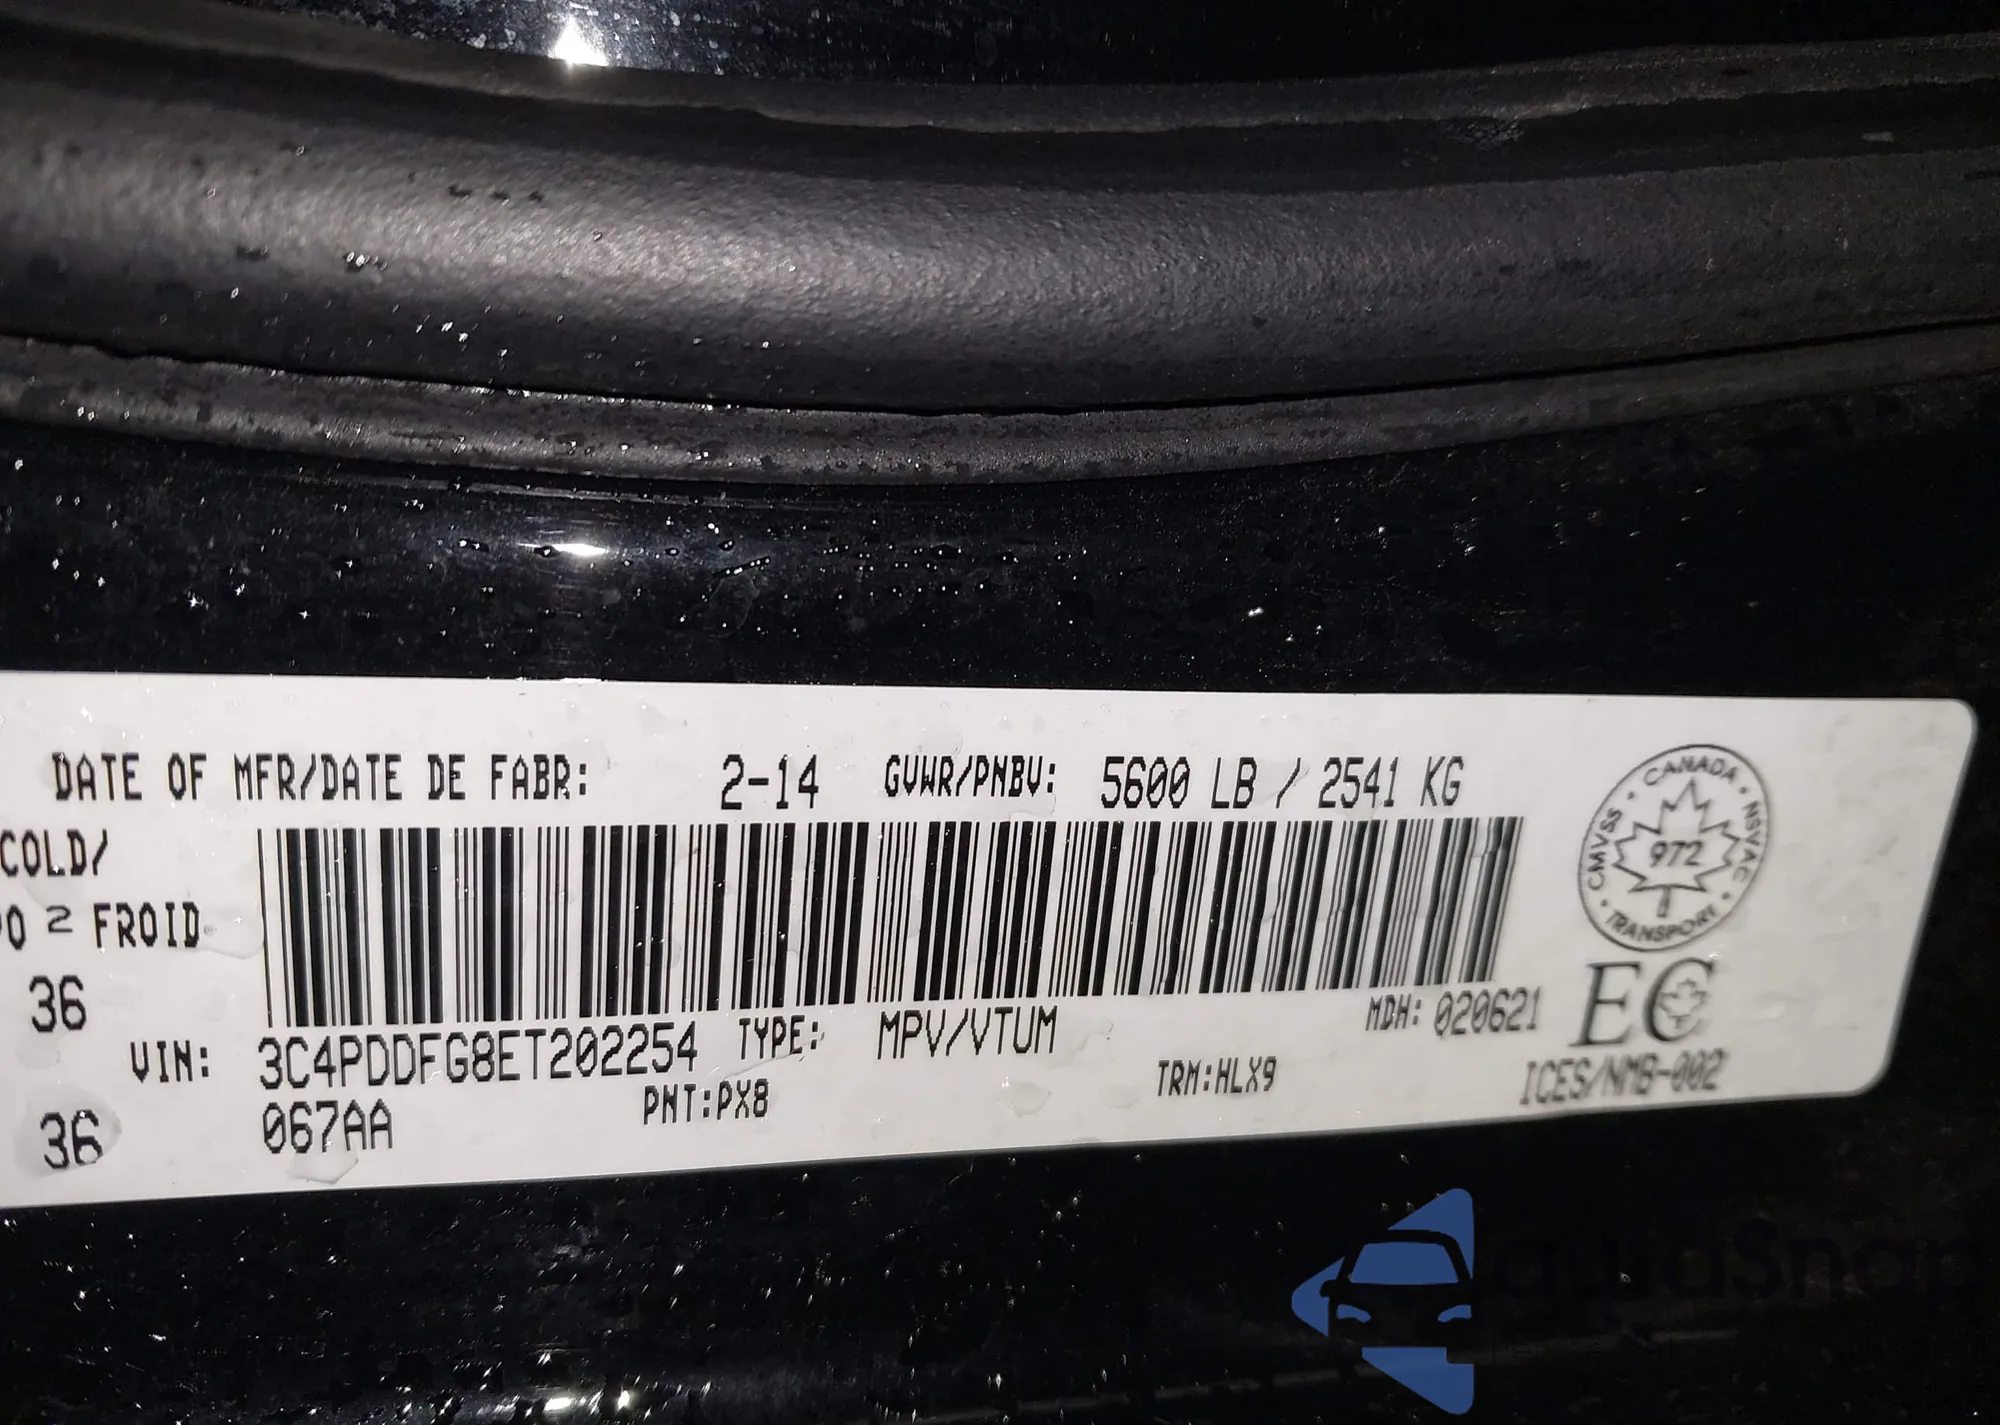 DATE OF MFR/DATE DE FABR: 2-14 GVWR/PNBV: 5600 LB / 2541 KG
COLD/
FROID
36
36
VIN: 3C4PDDFG8ET202254 TYPE: MPV/VTUM MDH: 020621
067AA PNT:PX8 TRM:HLX9
CANADA · NSVAC · TRANSPORT · CMVSS ·
972
EC
ICES/NMB-002